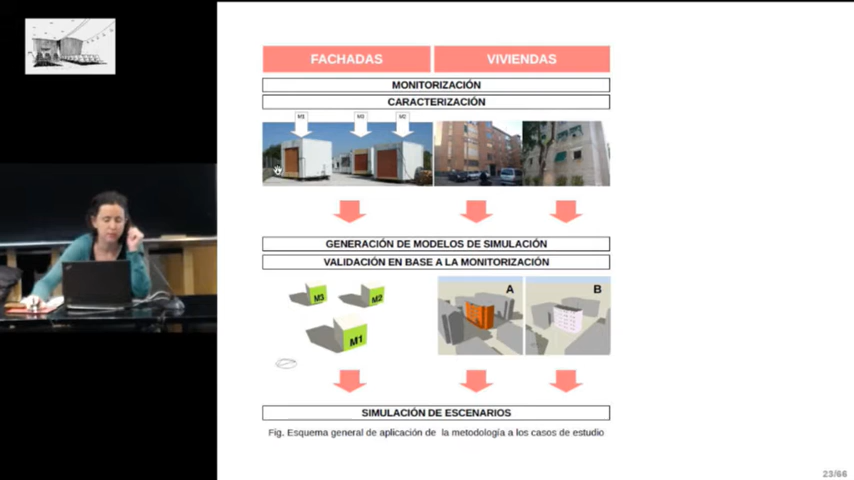 FACHADAS VIVIENDAS
MONITORIZACIÓN
CARACTERIZACIÓN
M1 M3 M2
GENERACIÓN DE MODELOS DE SIMULACIÓN
VALIDACIÓN EN BASE A LA MONITORIZACIÓN
M3 M2 A B
M1
SIMULACIÓN DE ESCENARIOS
Fig. Esquema general de aplicación de la metodología a los casos de estudio
23/66